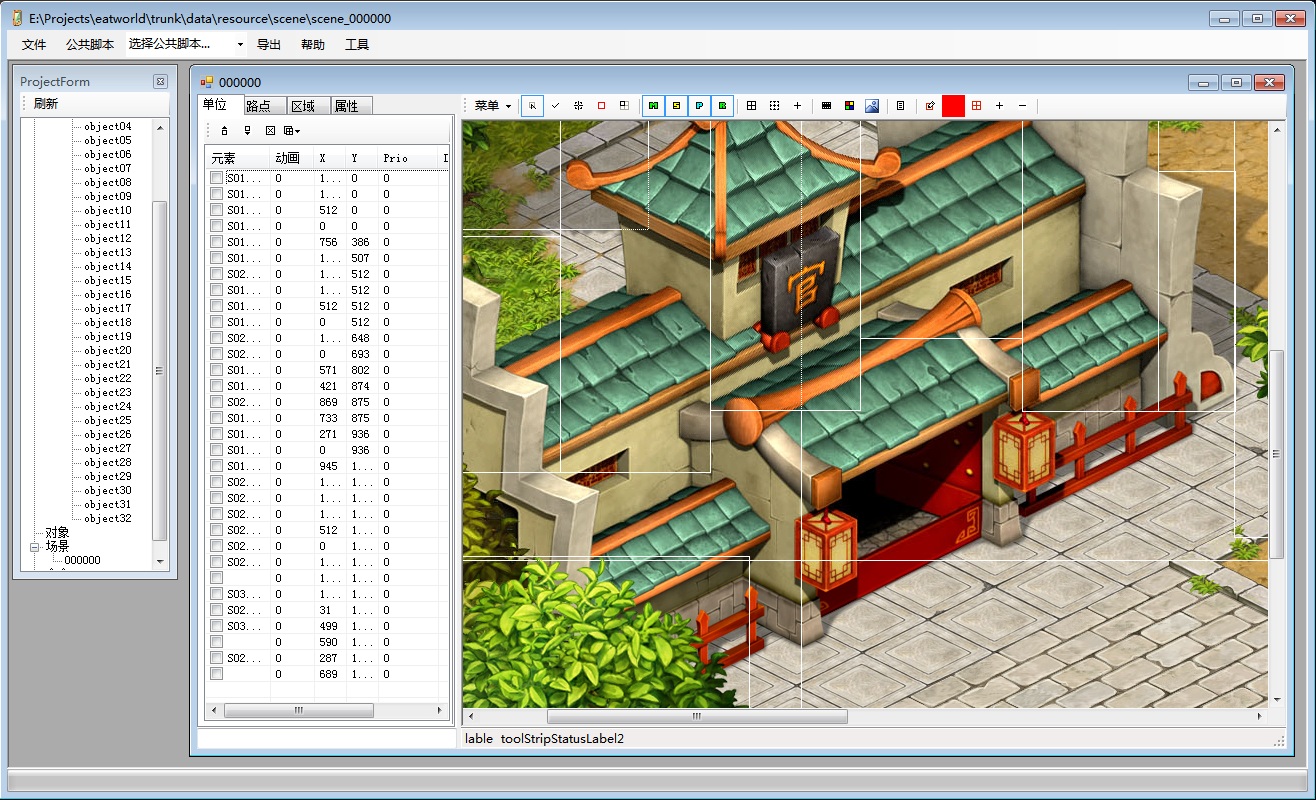 E:\Projects\eatworld\trunk\data\resource\scene\scene_000000
文件 公共脚本 选择公共脚本... 导出 帮助 工具
ProjectForm
刷新
object04
object05
object06
object07
object08
object09
object10
object11
object12
object13
object14
object15
object16
object17
object18
object19
object20
object21
object22
object23
object24
object25
object26
object27
object28
object29
object30
object31
object32
对象
场景
000000
000000
单位 路点 区域 属性
菜单
元素 动画 X Y Prio I
S01... 0 1... 0 0
S01... 0 1... 0 0
S01... 0 512 0 0
S01... 0 0 0 0
S01... 0 756 386 0
S01... 0 1... 507 0
S02... 0 1... 512 0
S01... 0 1... 512 0
S01... 0 512 512 0
S01... 0 0 512 0
S02... 0 1... 648 0
S02... 0 0 693 0
S01... 0 571 802 0
S01... 0 421 874 0
S02... 0 869 875 0
S01... 0 733 875 0
S01... 0 271 936 0
S01... 0 0 936 0
S01... 0 945 1... 0
S02... 0 1... 1... 0
S02... 0 1... 1... 0
S02... 0 1... 1... 0
S02... 0 512 1... 0
S02... 0 0 1... 0
S02... 0 1... 1... 0
0 1... 1... 0
S03... 0 1... 1... 0
S02... 0 31 1... 0
S03... 0 499 1... 0
0 590 1... 0
S02... 0 287 1... 0
0 689 1... 0
官
lable toolStripStatusLabel2